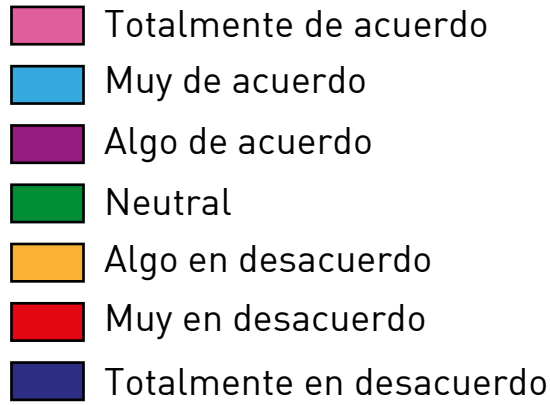 Totalmente de acuerdo
Muy de acuerdo
Algo de acuerdo
Neutral
Algo en desacuerdo
Muy en desacuerdo
Totalmente en desacuerdo